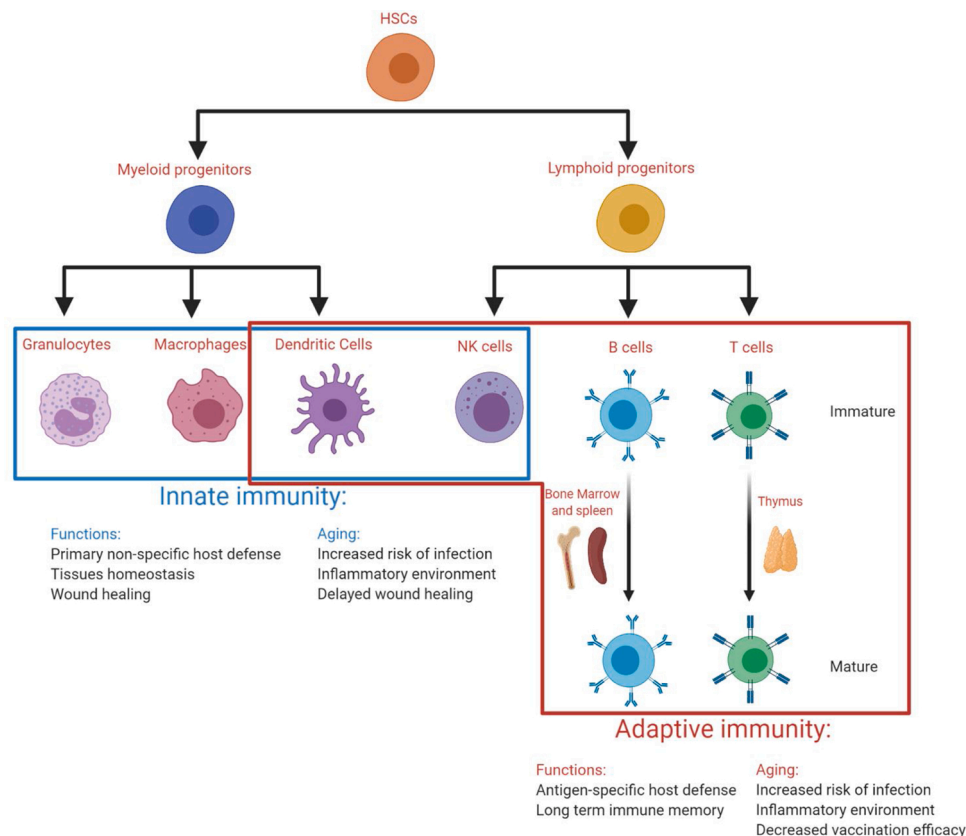 HSCs
Myeloid progenitors
Lymphoid progenitors
Granulocytes
Macrophages
Dendritic Cells
NK cells
B cells
T cells
Immature
Bone Marrow
and spleen
Thymus
Mature
Innate immunity:
Functions:
Primary non-specific host defense
Tissues homeostasis
Wound healing
Aging:
Increased risk of infection
Inflammatory environment
Delayed wound healing
Adaptive immunity:
Functions:
Antigen-specific host defense
Long term immune memory
Aging:
Increased risk of infection
Inflammatory environment
Decreased vaccination efficacy